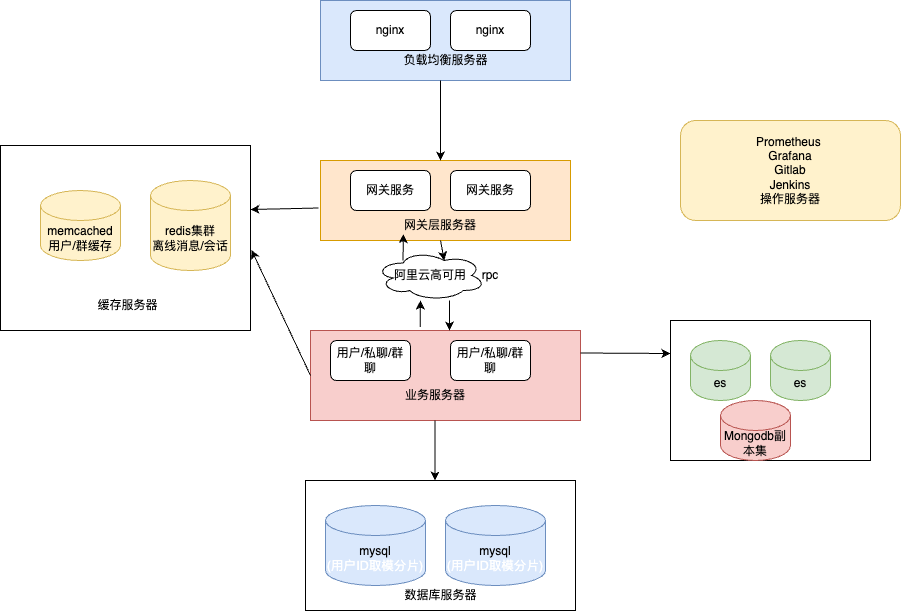 nginx
nginx
负载均衡服务器
Prometheus
Grafana
Gitlab
Jenkins
操作服务器
网关服务
网关服务
网关层服务器
memcached
用户/群缓存
redis集群
离线消息/会话
缓存服务器
阿里云高可用
rpc
用户/私聊/群
聊
用户/私聊/群
聊
业务服务器
es
es
Mongodb副
本集
mysql
(用户ID取模分片)
mysql
(用户ID取模分片)
数据库服务器